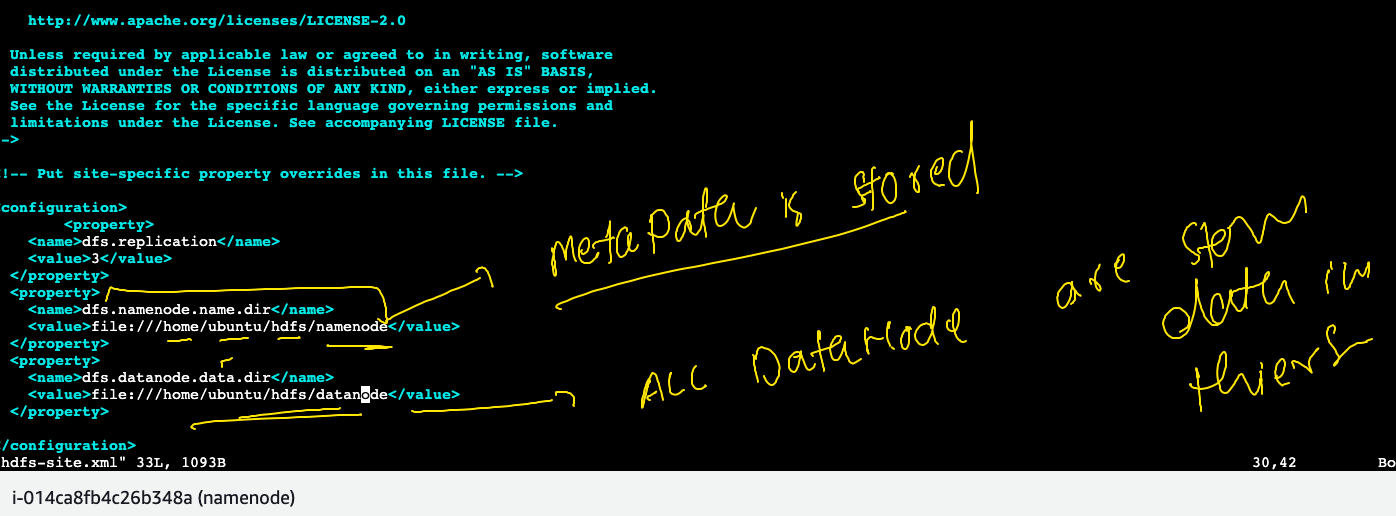 http://www.apache.org/licenses/LICENSE-2.0
Unless required by applicable law or agreed to in writing, software
distributed under the License is distributed on an "AS IS" BASIS,
WITHOUT WARRANTIES OR CONDITIONS OF ANY KIND, either express or implied.
See the License for the specific language governing permissions and
limitations under the License. See accompanying LICENSE file.
->
!-- Put site-specific property overrides in this file. -->
configuration>
<property>
<name>dfs.replication</name>
<value>3</value>
</property>
<property>
<name>dfs.namenode.name.dir</name>
<value>file:///home/ubuntu/hdfs/namenode</value>
</property>
<property>
<name>dfs.datanode.data.dir</name>
<value>file:///home/ubuntu/hdfs/datanode</value>
</property>
/configuration>
hdfs-site.xml" 33L, 1093B
30,42
Bo
MetaData is stored
ALL DataNode are
data in
i-014ca8fb4c26b348a (namenode)